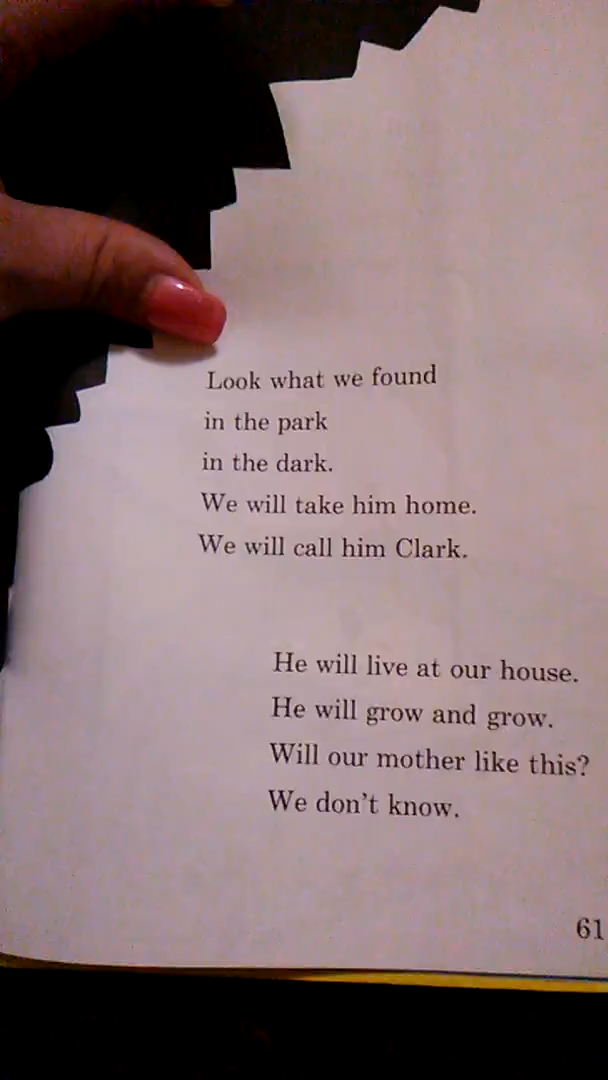 Look what we found
in the park
in the dark.
We will take him home.
We will call him Clark.
He will live at our house.
He will grow and grow.
Will our mother like this?
We don't know.
61